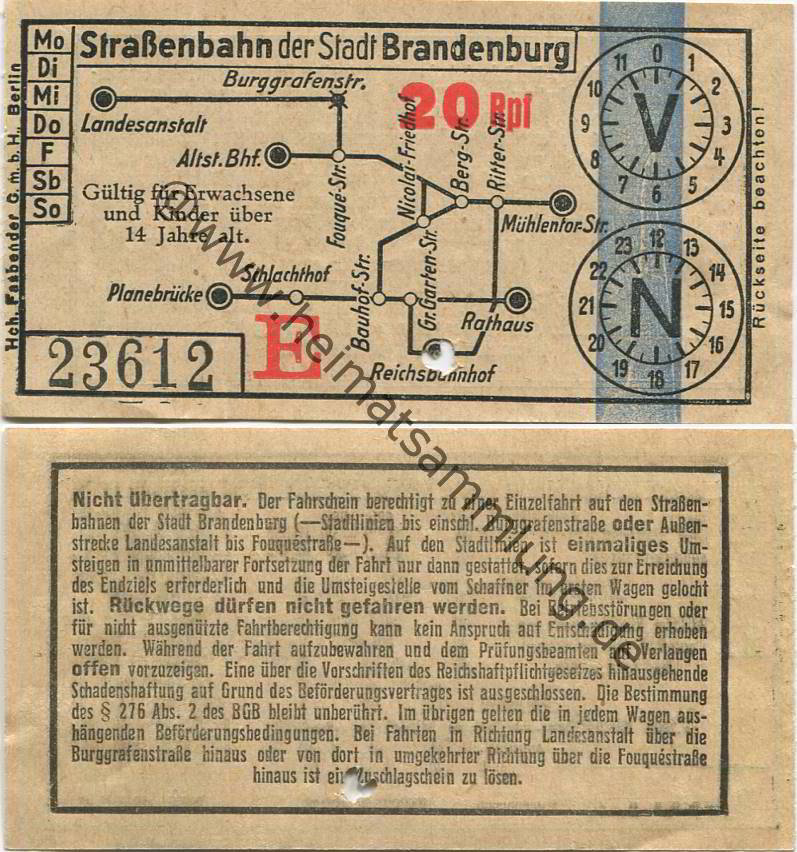 Mo
Di
Mi
Do
F
Sb
So
Straßenbahn der Stadt Brandenburg
Burggrafenstr.
20 Rpf
Landesanstalt
Altst. Bhf.
Fouqué-Str.
Nicolai-Friedhof
Berg-Str.
Ritter-Str.
Mühlentor-Str.
Gültig für Erwachsene
und Kinder über
14 Jahre alt.
Schlachthof
Planebrücke
Bauhof-Str.
Gr. Garten-Str.
Rathaus
Reichsbahnhof
23612
E
0 1 2 3 4 5 6 7 8 9 10 11
V
12 13 14 15 16 17 18 19 20 21 22 23
N
Hch. Fasbender G.m.b.H., Berlin
Rückseite beachten!
©www.heimatsammlung.de
Nicht übertragbar. Der Fahrschein berechtigt zu einer Einzelfahrt auf den Straßen-
bahnen der Stadt Brandenburg (—Stadtlinien bis einschl. Burggrafenstraße oder Außen-
strecke Landesanstalt bis Fouquéstraße—). Auf den Stadtlinien ist einmaliges Um-
steigen in unmittelbarer Fortsetzung der Fahrt nur dann gestattet, sofern dies zur Erreichung
des Endziels erforderlich und die Umsteigestelle vom Schaffner im ersten Wagen gelocht
ist. Rückwege dürfen nicht gefahren werden. Bei Betriebsstörungen oder
für nicht ausgenützte Fahrtberechtigung kann kein Anspruch auf Entschädigung erhoben
werden. Während der Fahrt aufzubewahren und dem Prüfungsbeamten auf Verlangen
offen vorzuzeigen. Eine über die Vorschriften des Reichshaftpflichtgesetzes hinausgehende
Schadenshaftung auf Grund des Beförderungsvertrages ist ausgeschlossen. Die Bestimmung
des § 276 Abs. 2 des BGB bleibt unberührt. Im übrigen gelten die in jedem Wagen aus-
hängenden Beförderungsbedingungen. Bei Fahrten in Richtung Landesanstalt über die
Burggrafenstraße hinaus oder von dort in umgekehrter Richtung über die Fouquéstraße
hinaus ist ein Zuschlagschein zu lösen.